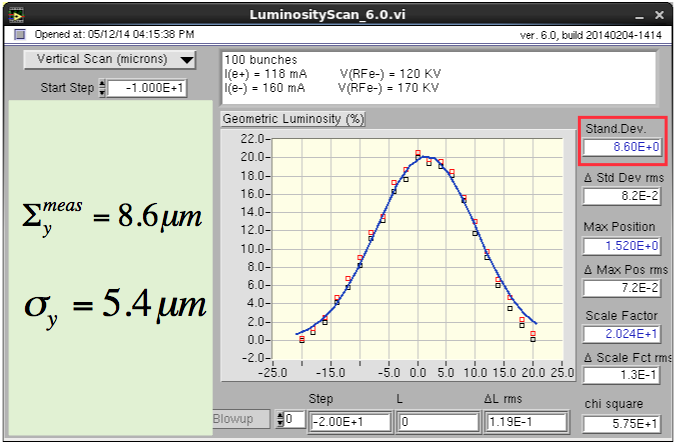 LuminosityScan_6.0.vi
Opened at: 05/12/14 04:15:38 PM
ver. 6.0, build 20140204-1414
Vertical Scan (microns)
Start Step
-1.000E+1
100 bunches
I(e+) = 118 mA V(RFe-) = 120 KV
I(e-) = 160 mA V(RFe-) = 170 KV
Σ_y^meas = 8.6 μm
σ_y = 5.4 μm
Geometric Luminosity (%)
22.0
20.0
18.0
16.0
14.0
12.0
10.0
8.0
6.0
4.0
2.0
0.0
-2.0
-25.0 -15.0 -5.0 0.0 5.0 10.0 15.0 20.0 25.0
Stand.Dev.
8.60E+0
Δ Std Dev rms
8.2E-2
Max Position
1.520E+0
Δ Max Pos rms
7.2E-2
Scale Factor
2.024E+1
Δ Scale Fct rms
1.3E-1
chi square
5.75E+1
Blowup
0
Step
-2.00E+1
L
0
ΔL rms
1.19E-1